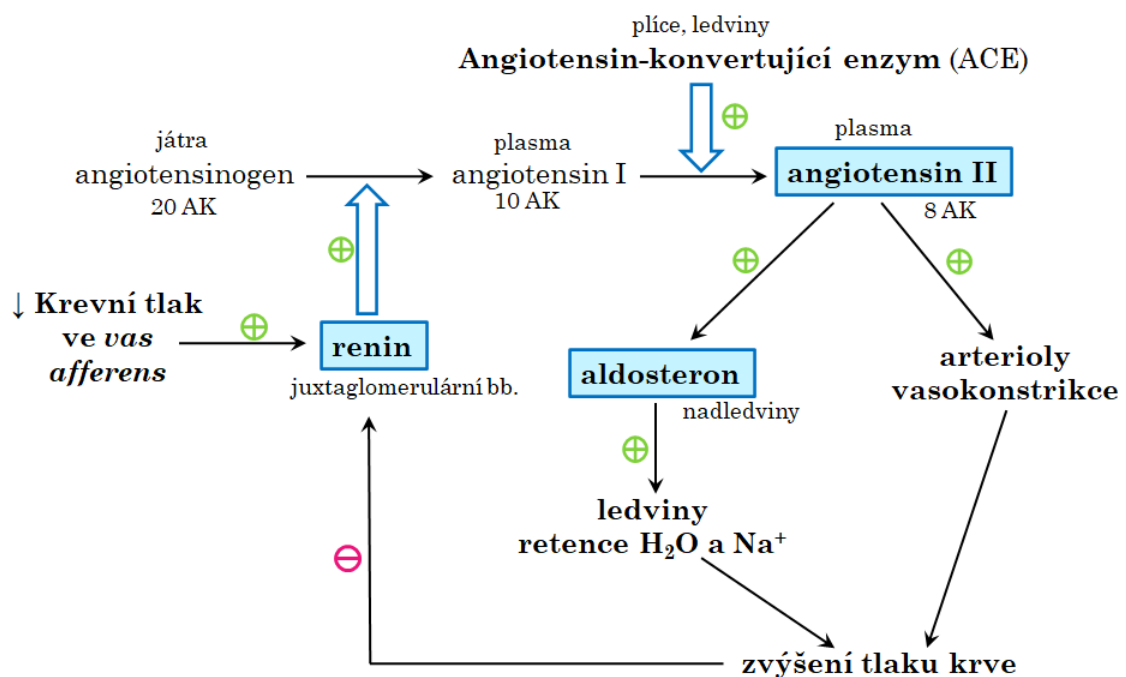 plíce, ledviny
Angiotensin-konvertující enzym (ACE)
játra
angiotensinogen
20 AK
plasma
angiotensin I
10 AK
plasma
angiotensin II
8 AK
↓ Krevní tlak
ve vas
afferens
renin
juxtaglomerulární bb.
aldosteron
nadledviny
arterioly
vasokonstrikce
ledviny
retence H₂O a Na⁺
zvýšení tlaku krve